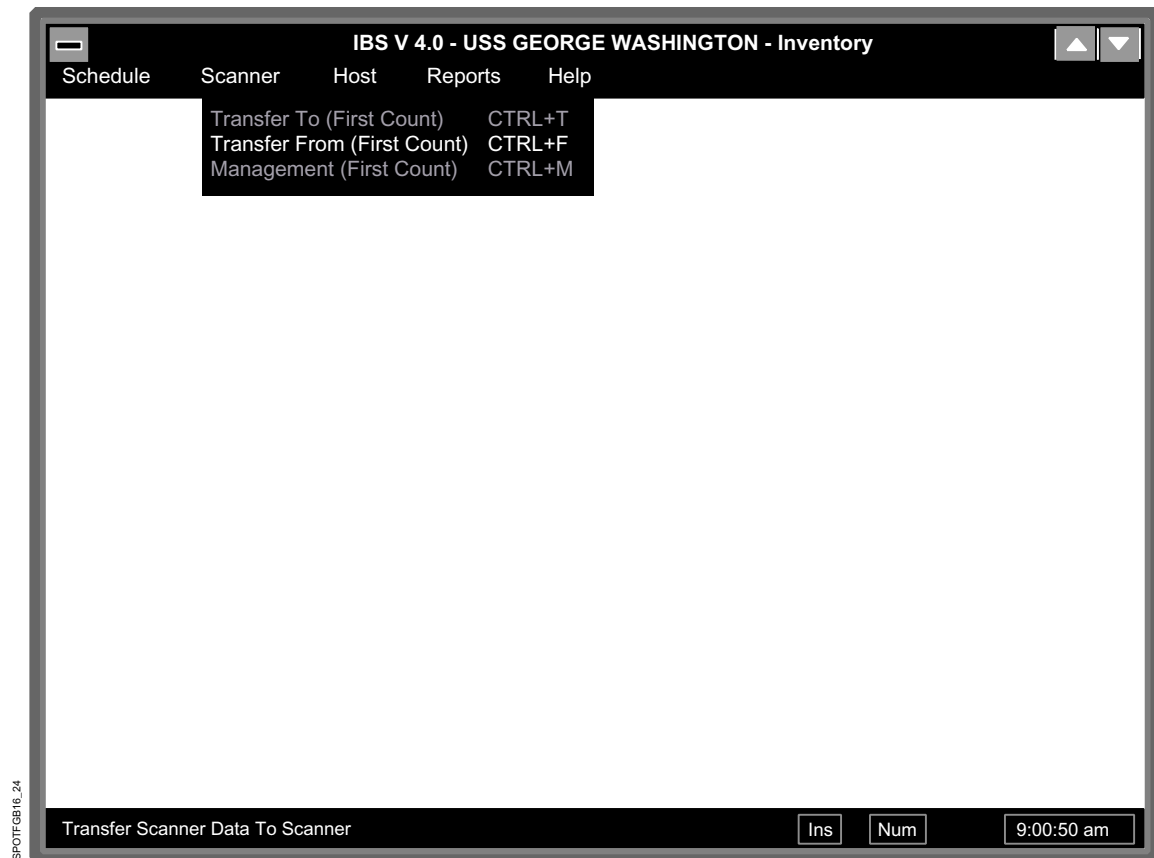 IBS V 4.0 - USS GEORGE WASHINGTON - Inventory
Schedule Scanner Host Reports Help
Transfer To (First Count) CTRL+T
Transfer From (First Count) CTRL+F
Management (First Count) CTRL+M
Transfer Scanner Data To Scanner Ins Num 9:00:50 am
SPOTFGB16_24